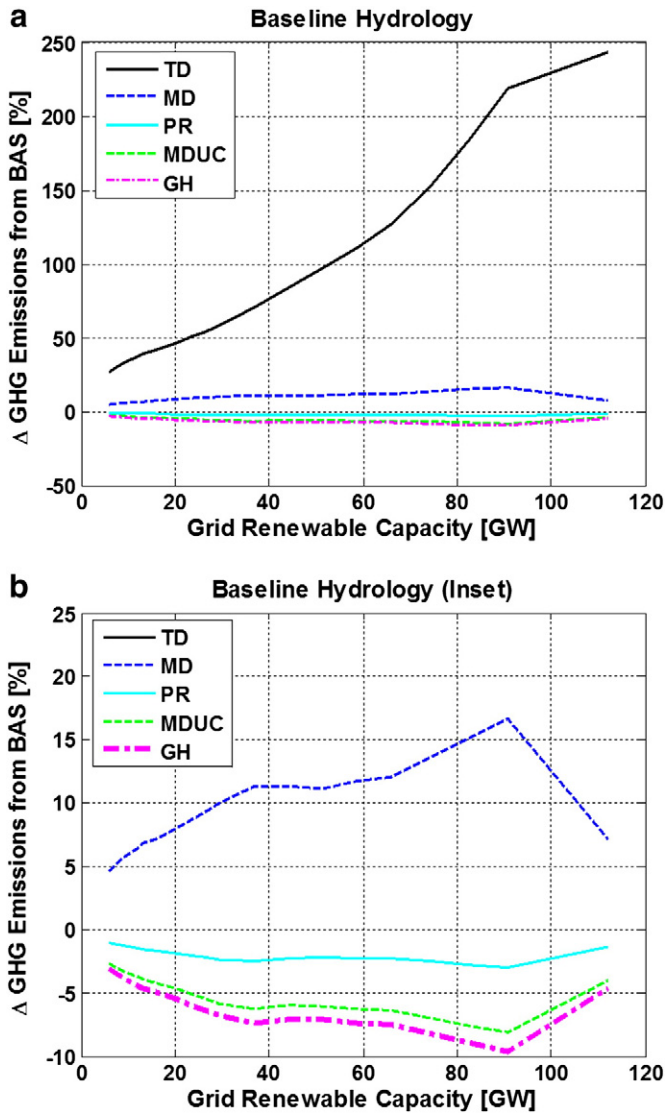 a
Baseline Hydrology
Δ GHG Emissions from BAS [%]
250
200
150
100
50
0
-50
TD
MD
PR
MDUC
GH
0 20 40 60 80 100 120
Grid Renewable Capacity [GW]
b
Baseline Hydrology (Inset)
Δ GHG Emissions from BAS [%]
25
20
15
10
5
0
-5
-10
TD
MD
PR
MDUC
GH
0 20 40 60 80 100 120
Grid Renewable Capacity [GW]